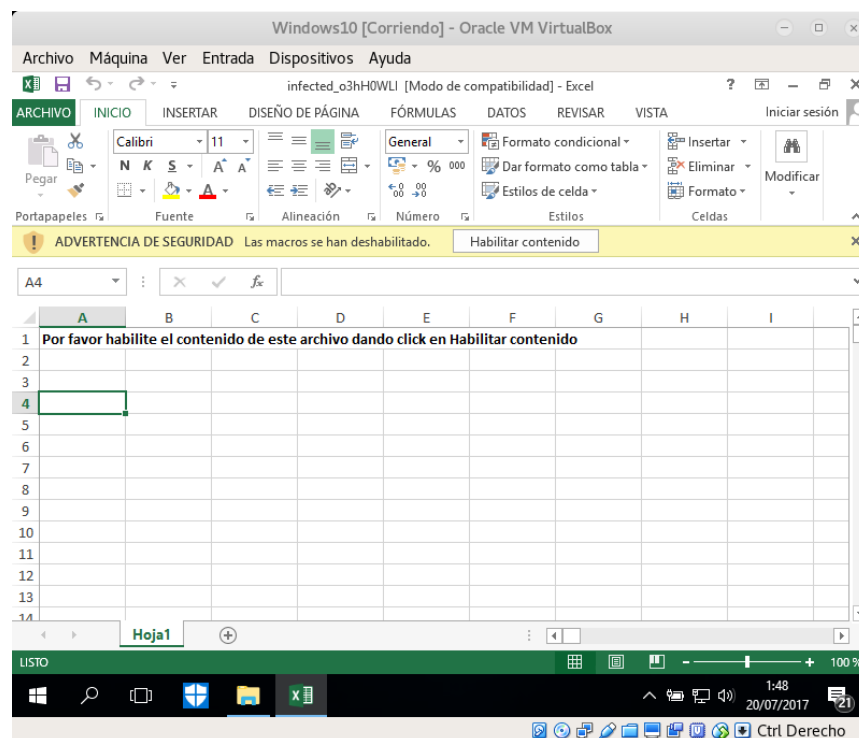 Windows10 [Corriendo] - Oracle VM VirtualBox
Archivo Máquina Ver Entrada Dispositivos Ayuda
infected_o3hH0WLI [Modo de compatibilidad] - Excel ?
ARCHIVO INICIO INSERTAR DISEÑO DE PÁGINA FÓRMULAS DATOS REVISAR VISTA Iniciar sesión
Pegar
Calibri 11
N K S A A A
General
% 000
Formato condicional
Dar formato como tabla
Estilos de celda
Insertar
Eliminar
Formato
Modificar
Portapapeles Fuente Alineación Número Estilos Celdas
ADVERTENCIA DE SEGURIDAD Las macros se han deshabilitado. Habilitar contenido
A4 fx
A B C D E F G H I
1 Por favor habilite el contenido de este archivo dando click en Habilitar contenido
2
3
4
5
6
7
8
9
10
11
12
13
14
Hoja1
LISTO 100 %
1:48
20/07/2017
21
Ctrl Derecho